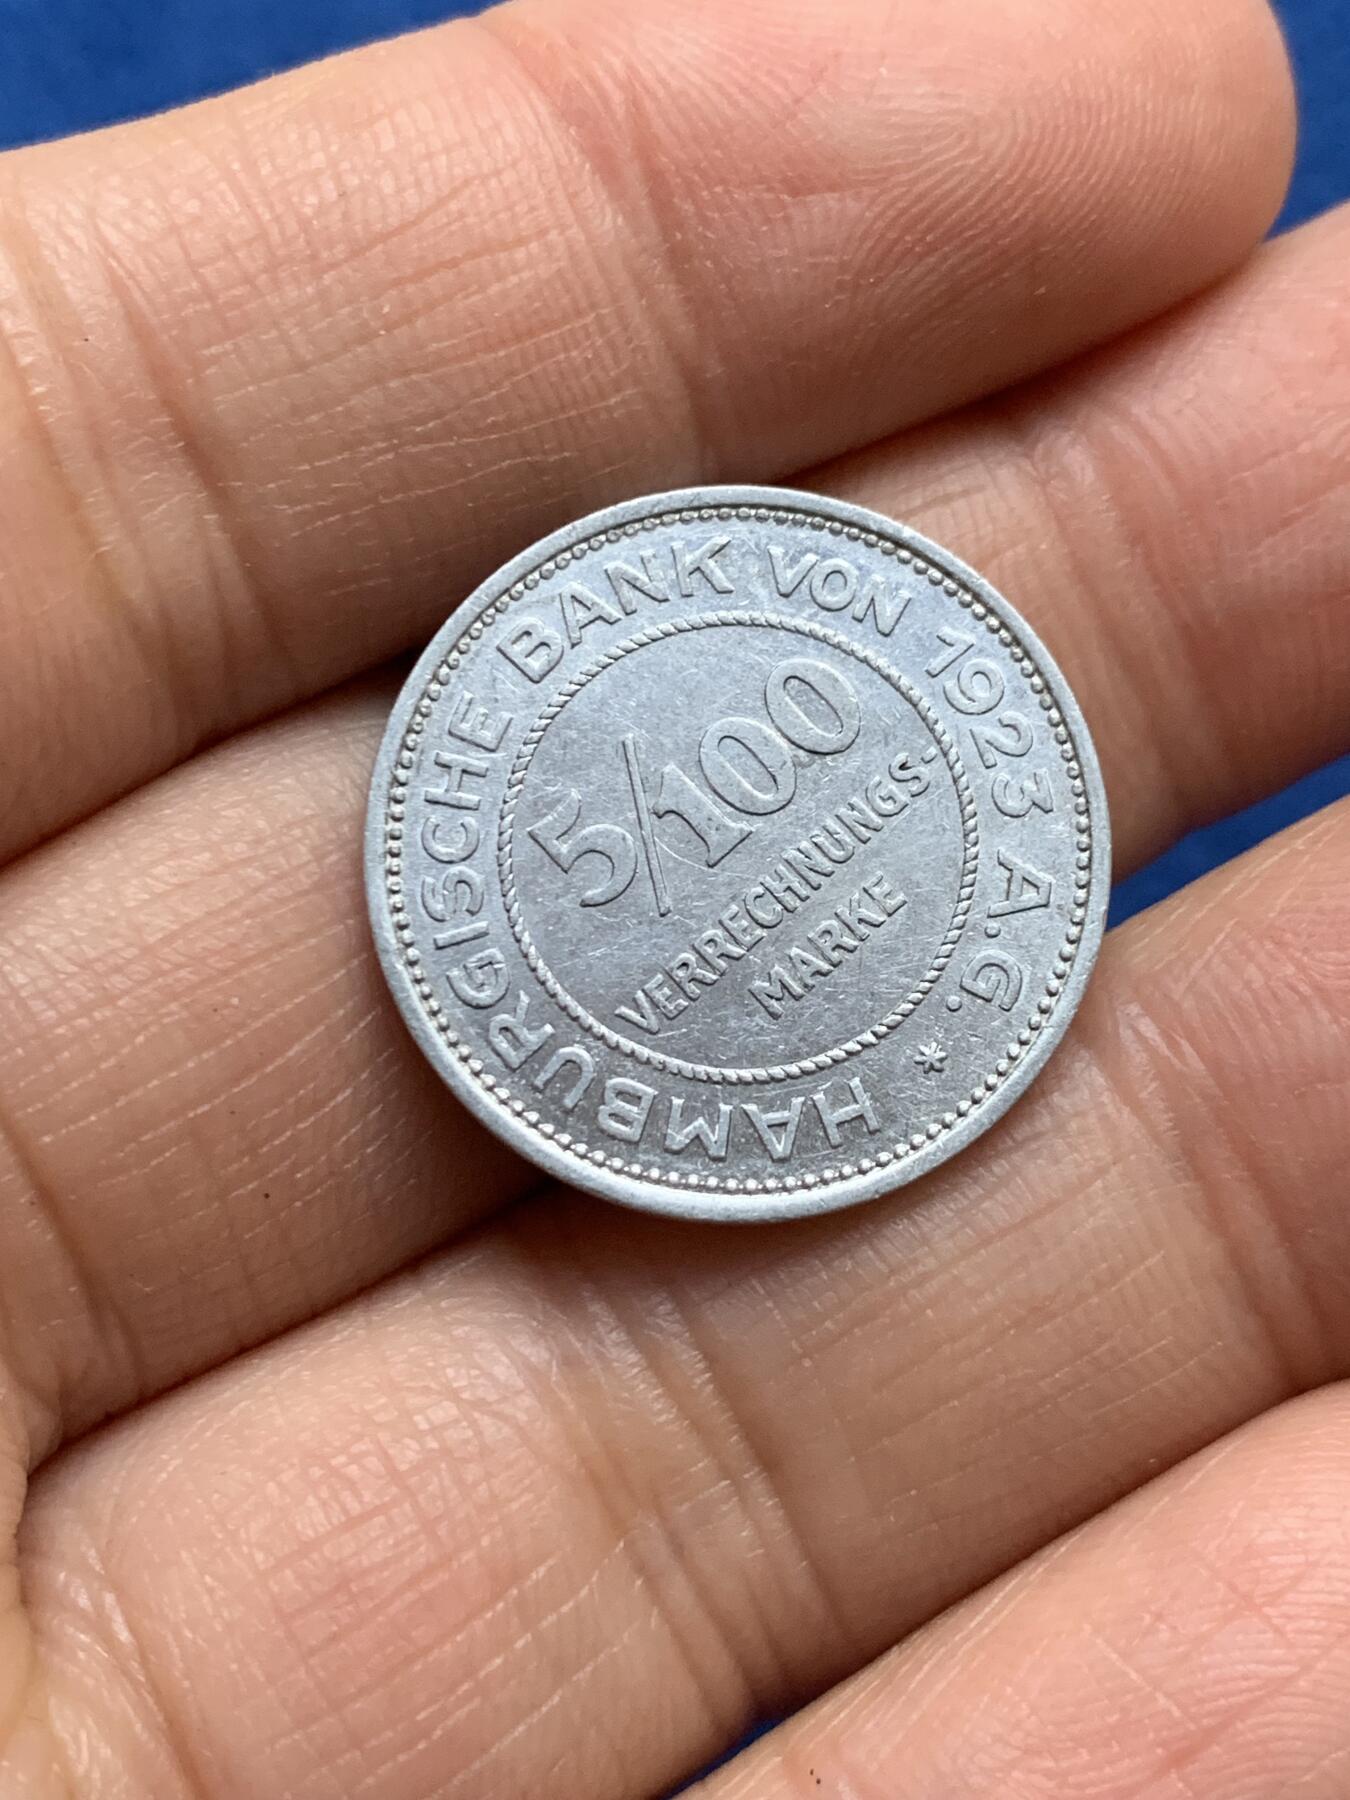 HAMBURGISCHE BANK VON 1923 A.G. *
5/100
VERRECHNUNGS-
MARKE